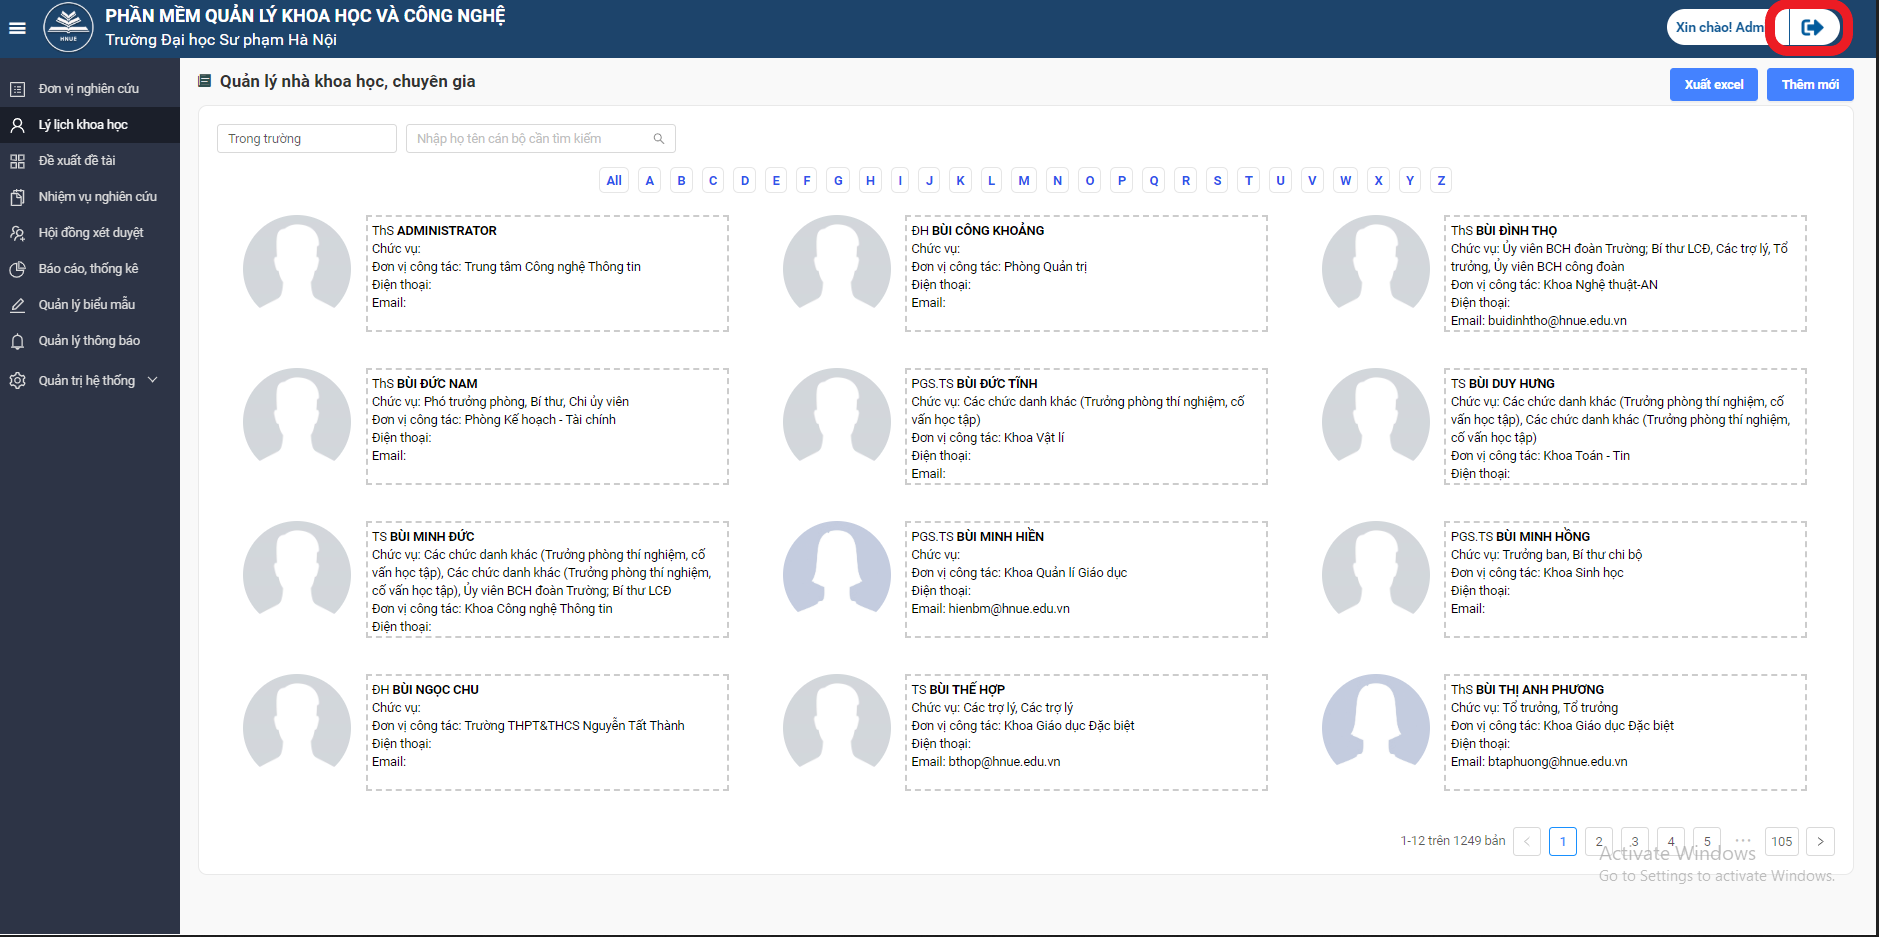 PHẦN MỀM QUẢN LÝ KHOA HỌC VÀ CÔNG NGHỆ
Trường Đại học Sư phạm Hà Nội
HNUE
Xin chào! Adm
Đơn vị nghiên cứu
Lý lịch khoa học
Đề xuất đề tài
Nhiệm vụ nghiên cứu
Hội đồng xét duyệt
Báo cáo, thống kê
Quản lý biểu mẫu
Quản lý thông báo
Quản trị hệ thống
Quản lý nhà khoa học, chuyên gia
Xuất excel
Thêm mới
Trong trường
Nhập họ tên cán bộ cần tìm kiếm
All A B C D E F G H I J K L M N O P Q R S T U V W X Y Z
ThS ADMINISTRATOR
Chức vụ:
Đơn vị công tác: Trung tâm Công nghệ Thông tin
Điện thoại:
Email:
ĐH BÙI CÔNG KHOẢNG
Chức vụ:
Đơn vị công tác: Phòng Quản trị
Điện thoại:
Email:
ThS BÙI ĐÌNH THỌ
Chức vụ: Ủy viên BCH đoàn Trường; Bí thư LCĐ, Các trợ lý, Tổ
trưởng, Ủy viên BCH công đoàn
Đơn vị công tác: Khoa Nghệ thuật-AN
Điện thoại:
Email: buidinhtho@hnue.edu.vn
ThS BÙI ĐỨC NAM
Chức vụ: Phó trưởng phòng, Bí thư, Chi ủy viên
Đơn vị công tác: Phòng Kế hoạch - Tài chính
Điện thoại:
Email:
PGS.TS BÙI ĐỨC TĨNH
Chức vụ: Các chức danh khác (Trưởng phòng thí nghiệm, cố
vấn học tập)
Đơn vị công tác: Khoa Vật lí
Điện thoại:
Email:
TS BÙI DUY HƯNG
Chức vụ: Các chức danh khác (Trưởng phòng thí nghiệm, cố
vấn học tập), Các chức danh khác (Trưởng phòng thí nghiệm,
cố vấn học tập)
Đơn vị công tác: Khoa Toán - Tin
Điện thoại:
TS BÙI MINH ĐỨC
Chức vụ: Các chức danh khác (Trưởng phòng thí nghiệm, cố
vấn học tập), Các chức danh khác (Trưởng phòng thí nghiệm,
cố vấn học tập), Ủy viên BCH đoàn Trường; Bí thư LCĐ
Đơn vị công tác: Khoa Công nghệ Thông tin
Điện thoại:
PGS.TS BÙI MINH HIỀN
Chức vụ:
Đơn vị công tác: Khoa Quản lí Giáo dục
Điện thoại:
Email: hienbm@hnue.edu.vn
PGS.TS BÙI MINH HỒNG
Chức vụ: Trưởng ban, Bí thư chi bộ
Đơn vị công tác: Khoa Sinh học
Điện thoại:
Email:
ĐH BÙI NGỌC CHU
Chức vụ:
Đơn vị công tác: Trường THPT&THCS Nguyễn Tất Thành
Điện thoại:
Email:
TS BÙI THẾ HỢP
Chức vụ: Các trợ lý, Các trợ lý
Đơn vị công tác: Khoa Giáo dục Đặc biệt
Điện thoại:
Email: bthop@hnue.edu.vn
ThS BÙI THỊ ANH PHƯƠNG
Chức vụ: Tổ trưởng, Tổ trưởng
Đơn vị công tác: Khoa Giáo dục Đặc biệt
Điện thoại:
Email: btaphuong@hnue.edu.vn
1-12 trên 1249 bản < 1 2 3 4 5 ••• 105 >
Activate Windows
Go to Settings to activate Windows.